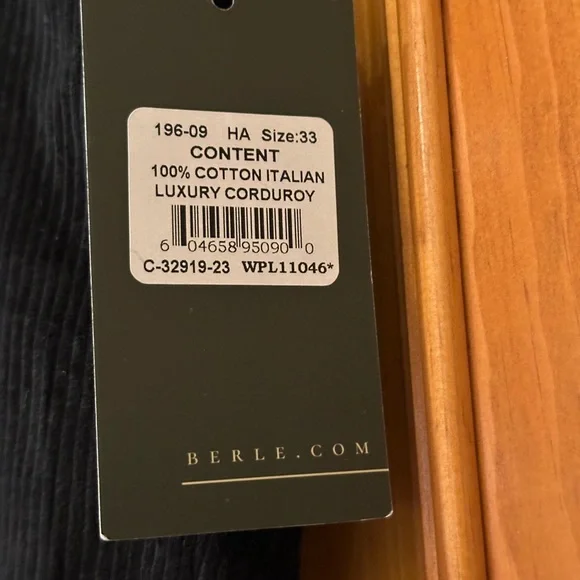 196-09 HA Size:33
CONTENT
100% COTTON ITALIAN
LUXURY CORDUROY
6 04658 95090 0
C-32919-23 WPL11046*
BERLE.COM